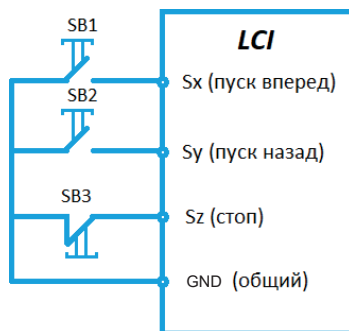 SB1
LCI
Sx (пуск вперед)
SB2
Sy (пуск назад)
SB3
Sz (стоп)
GND (общий)